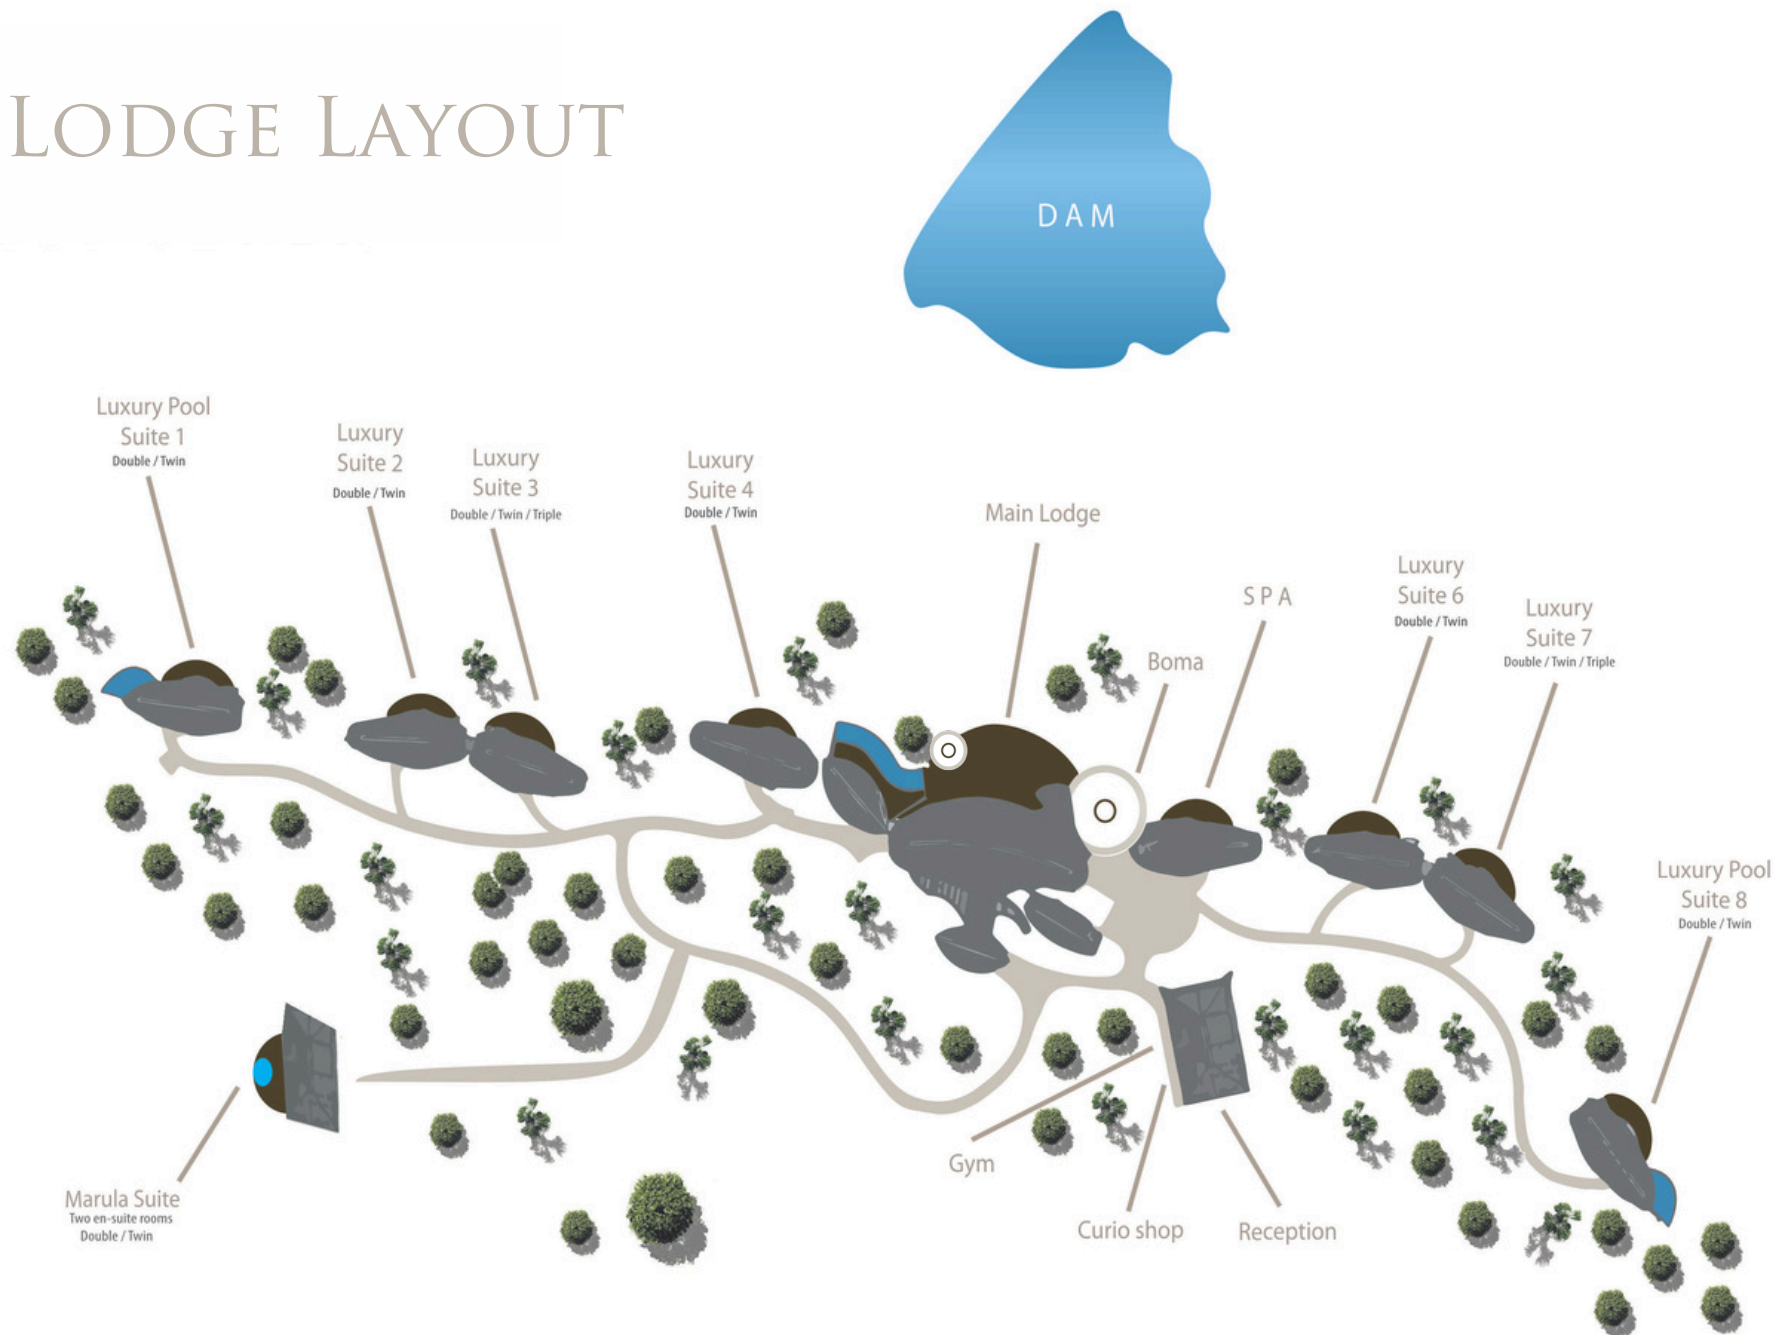 LODGE LAYOUT
DAM
Luxury Pool
Suite 1
Double / Twin
Luxury
Suite 2
Double / Twin
Luxury
Suite 3
Double / Twin / Triple
Luxury
Suite 4
Double / Twin
Main Lodge
SPA
Boma
Luxury
Suite 6
Double / Twin
Luxury
Suite 7
Double / Twin / Triple
Luxury Pool
Suite 8
Double / Twin
Marula Suite
Two en-suite rooms
Double / Twin
Gym
Curio shop
Reception